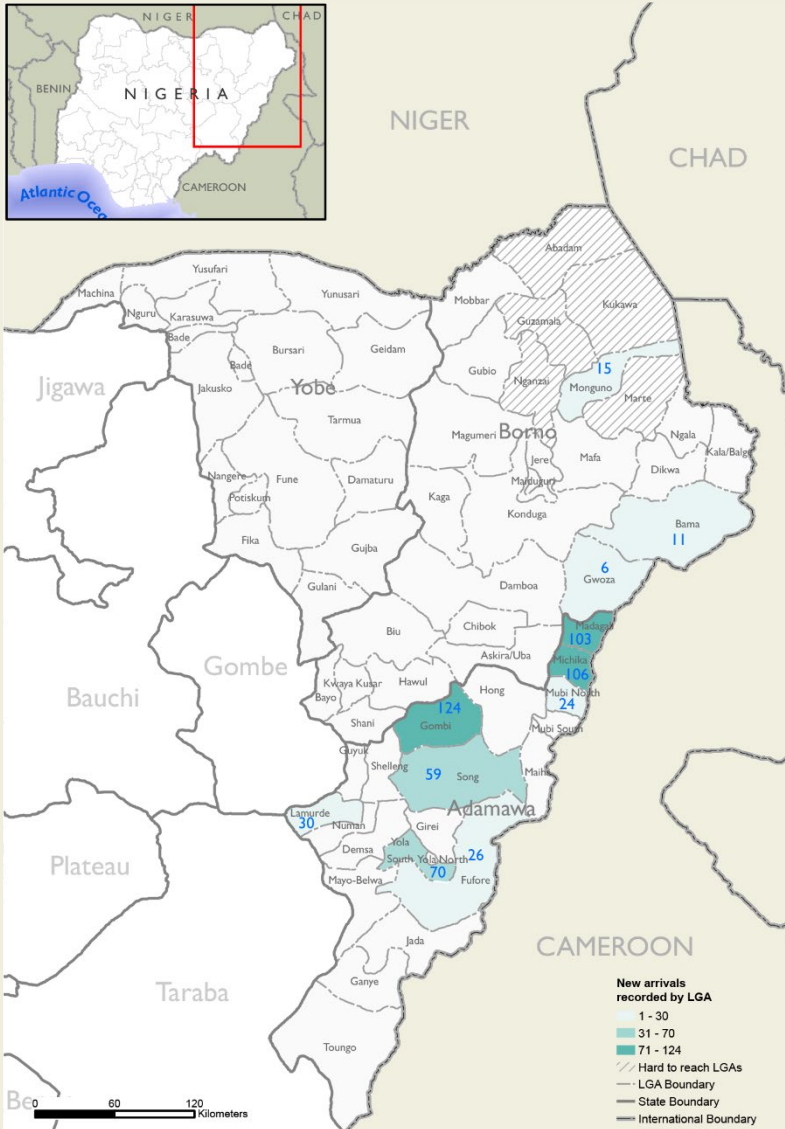 NIGER
CHAD
BENIN
NIGERIA
CAMEROON
Atlantic Ocea
NIGER
CHAD
Abadam
Yusufari
Machina
Yunusari
Mobbar
Kukawa
Nguru
Karasuwa
Guzamala
Bade
Bursari
Geidam
15
Gubio
Jigawa
Bade
Nganzai
Monguno
Yobe
Jakusko
Marte
Tarmua
Magumeri
Borno
Ngala
Jere
Mafa
Kala/Balge
Nangere
Maiduguri
Dikwa
Fune
Damaturu
Potiskum
Kaga
Konduga
Fika
Bama
11
Gujba
6
Gwoza
Gulani
Damboa
Chibok
Madagali
103
Biu
Askira/Uba
Michika
Gombe
106
Kwaya Kusar
Hawul
Hong
Mubi North
Bauchi
Bayo
124
24
Shani
Gombi
Mubi South
Guyuk
Shelleng
59
Song
Maiha
Adamawa
Lamurde
30
Numan
Girei
Plateau
Demsa
Yola
South
Yola North
26
70
Mayo-Belwa
Fufore
Jada
CAMEROON
Taraba
Ganye
Toungo
New arrivals
recorded by LGA
1 - 30
31 - 70
71 - 124
Hard to reach LGAs
LGA Boundary
State Boundary
International Boundary
0
60
120
Kilometers